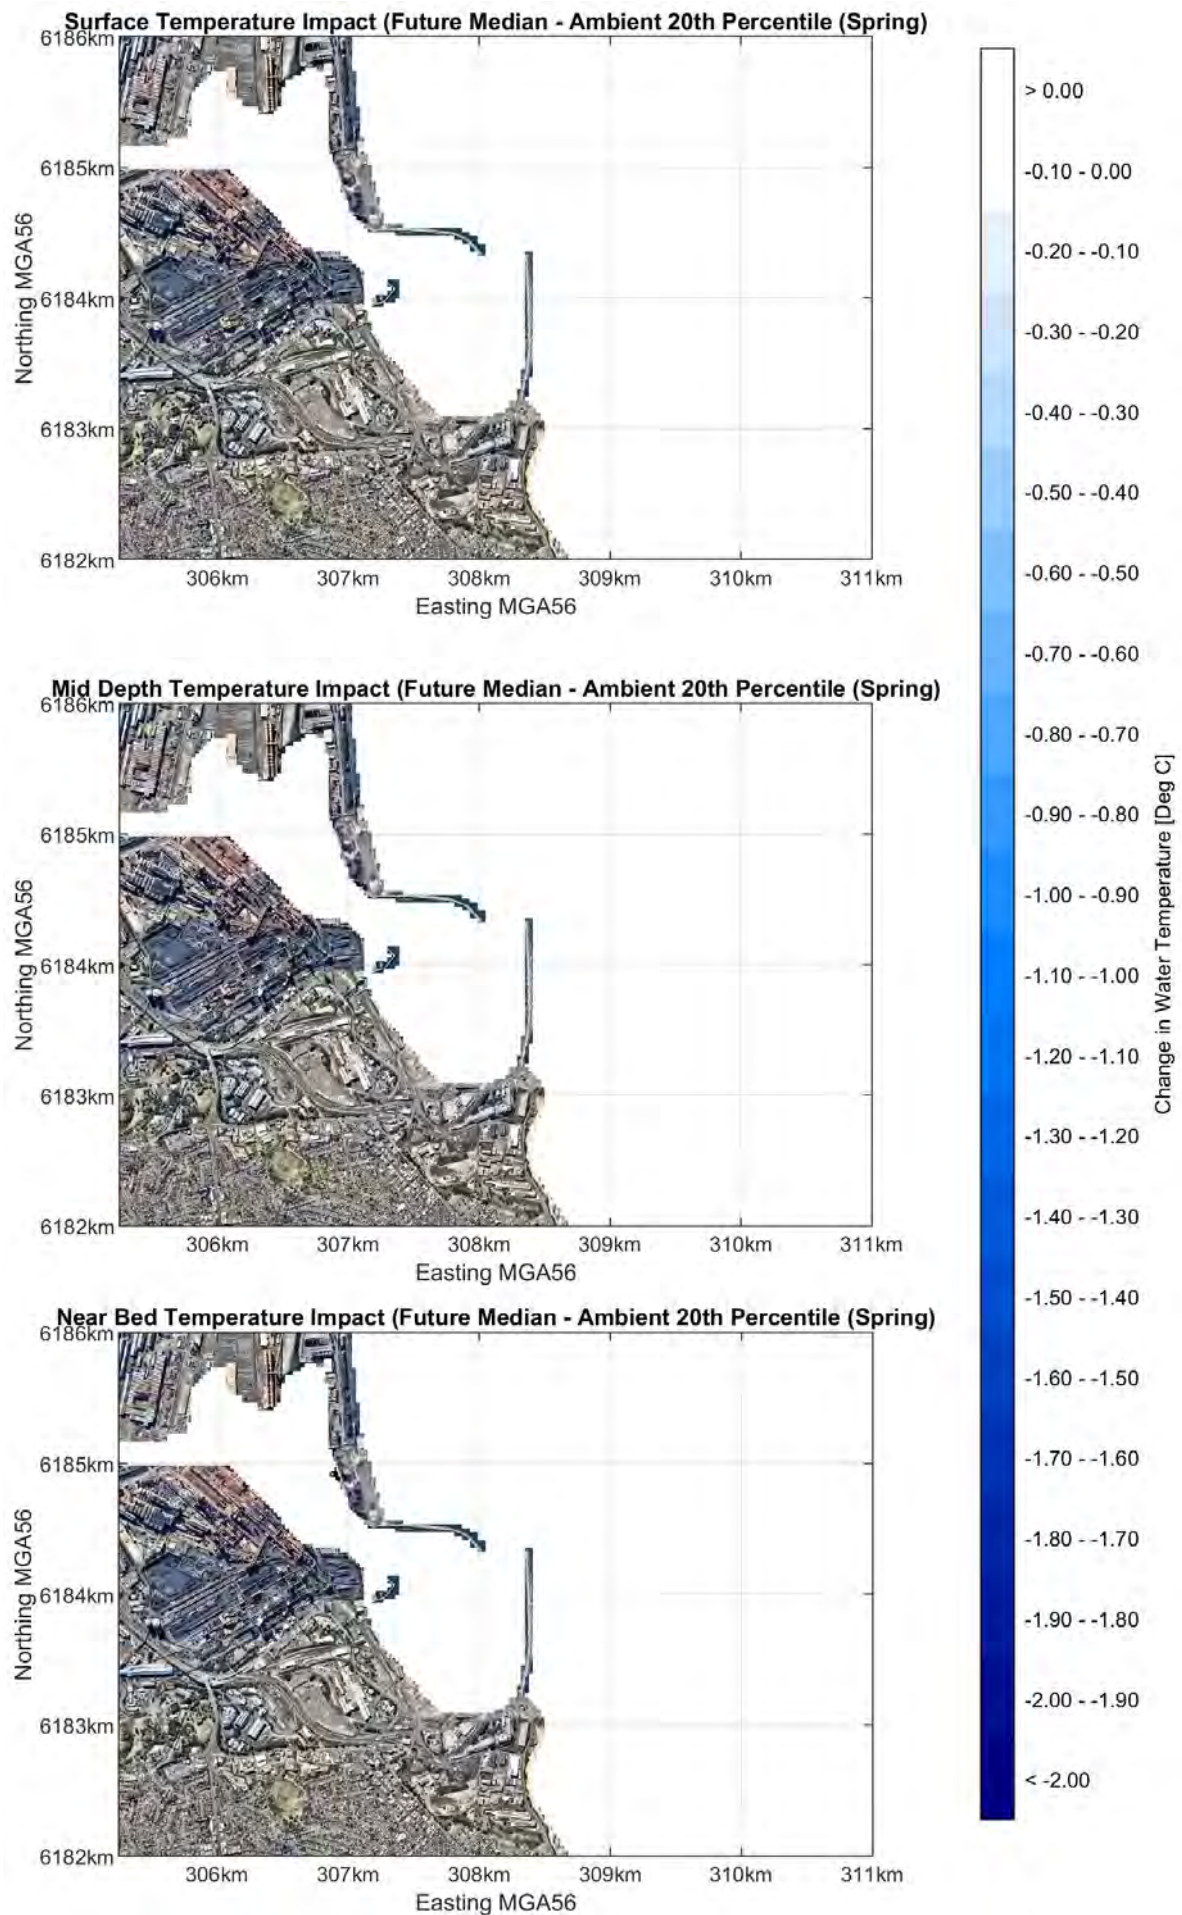 Surface Temperature Impact (Future Median - Ambient 20th Percentile (Spring)
6186km
6185km
6184km
6183km
6182km
Northing MGA56
306km 307km 308km 309km 310km 311km
Easting MGA56
Mid Depth Temperature Impact (Future Median - Ambient 20th Percentile (Spring)
6186km
6185km
6184km
6183km
6182km
Northing MGA56
306km 307km 308km 309km 310km 311km
Easting MGA56
Near Bed Temperature Impact (Future Median - Ambient 20th Percentile (Spring)
6186km
6185km
6184km
6183km
6182km
Northing MGA56
306km 307km 308km 309km 310km 311km
Easting MGA56
> 0.00
-0.10 - 0.00
-0.20 - -0.10
-0.30 - -0.20
-0.40 - -0.30
-0.50 - -0.40
-0.60 - -0.50
-0.70 - -0.60
-0.80 - -0.70
-0.90 - -0.80
-1.00 - -0.90
-1.10 - -1.00
-1.20 - -1.10
-1.30 - -1.20
-1.40 - -1.30
-1.50 - -1.40
-1.60 - -1.50
-1.70 - -1.60
-1.80 - -1.70
-1.90 - -1.80
-2.00 - -1.90
< -2.00
Change in Water Temperature [Deg C]